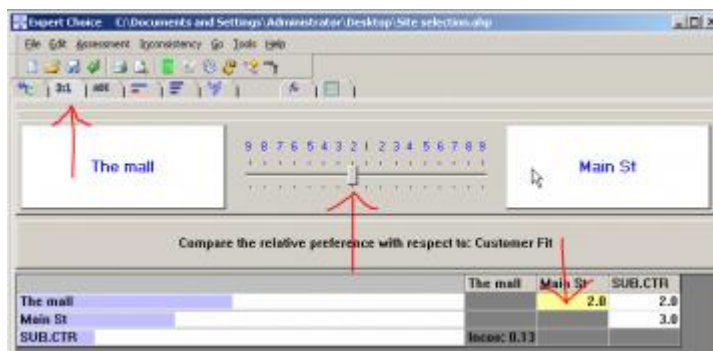 Expert Choice C:\Documents and Settings\Administrator\Desktop\Site selection.ahp
File Edit Assessment Inconsistency Go Tools Help
3:1 ABC
The mall
9 8 7 6 5 4 3 2 1 2 3 4 5 6 7 8 9
Main St
Compare the relative preference with respect to: Customer Fit
The mall Main St SUB.CTR
The mall 2.0 2.0
Main St 3.0
SUB.CTR Incon: 0.13